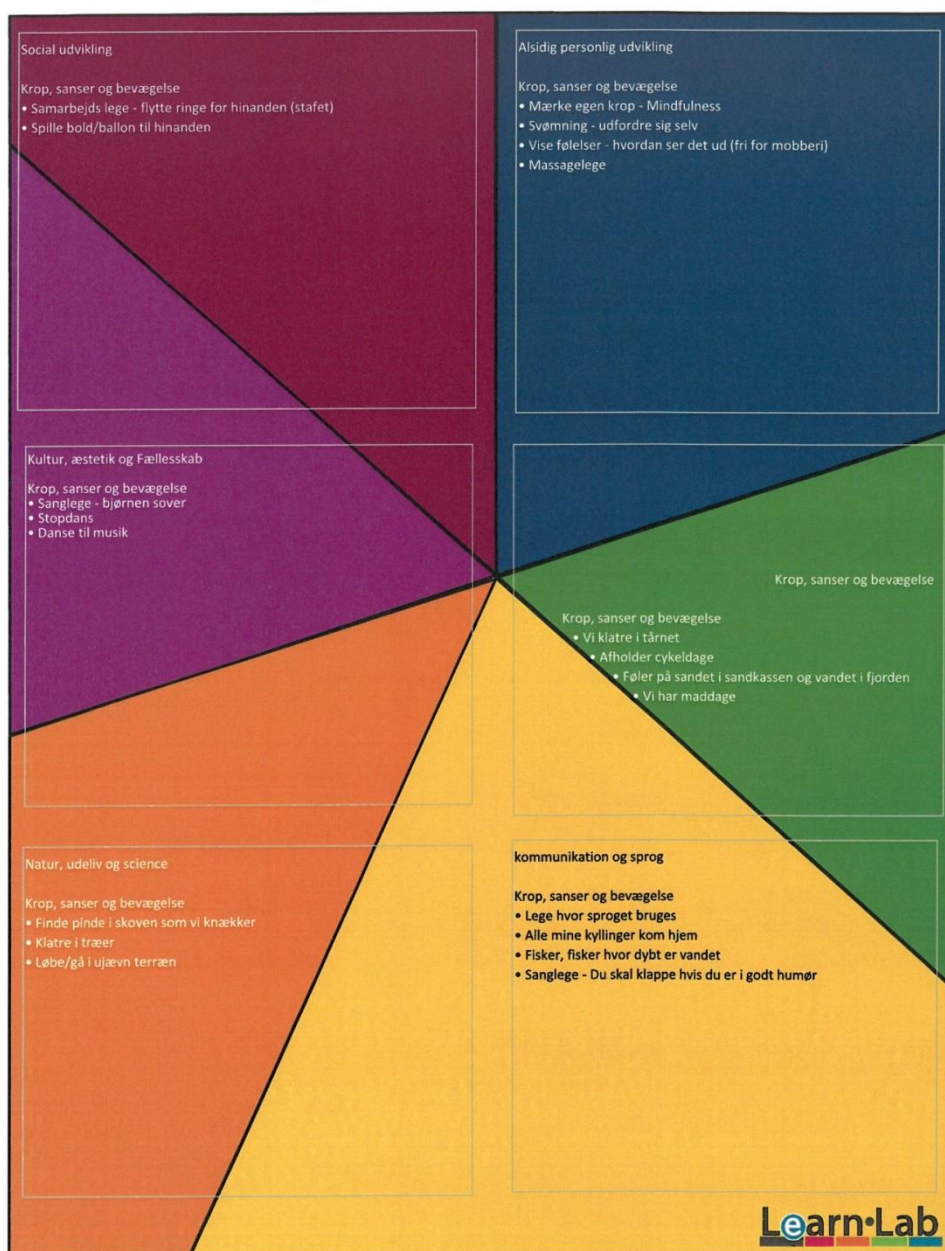 Social udvikling
Krop, sanser og bevægelse
• Samarbejds lege - flytte ringe for hinanden (stafet)
• Spille bold/ballon til hinanden
Alsidig personlig udvikling
Krop, sanser og bevægelse
• Mærke egen krop - Mindfulness
• Svømning - udfordre sig selv
• Vise følelser - hvordan ser det ud (fri for mobberi)
• Massagelege
Kultur, æstetik og Fællesskab
Krop, sanser og bevægelse
• Sanglege - bjørnen sover
• Stopdans
• Danse til musik
Krop, sanser og bevægelse
Krop, sanser og bevægelse
• Vi klatre i tårnet
• Afholder cykeldage
• Føler på sandet i sandkassen og vandet i fjorden
• Vi har maddage
Natur, udeliv og science
Krop, sanser og bevægelse
• Finde pinde i skoven som vi knækker
• Klatre i træer
• Løbe/gå i ujævn terræn
kommunikation og sprog
Krop, sanser og bevægelse
• Lege hvor sproget bruges
• Alle mine kyllinger kom hjem
• Fisker, fisker hvor dybt er vandet
• Sanglege - Du skal klappe hvis du er i godt humør
Learn•Lab